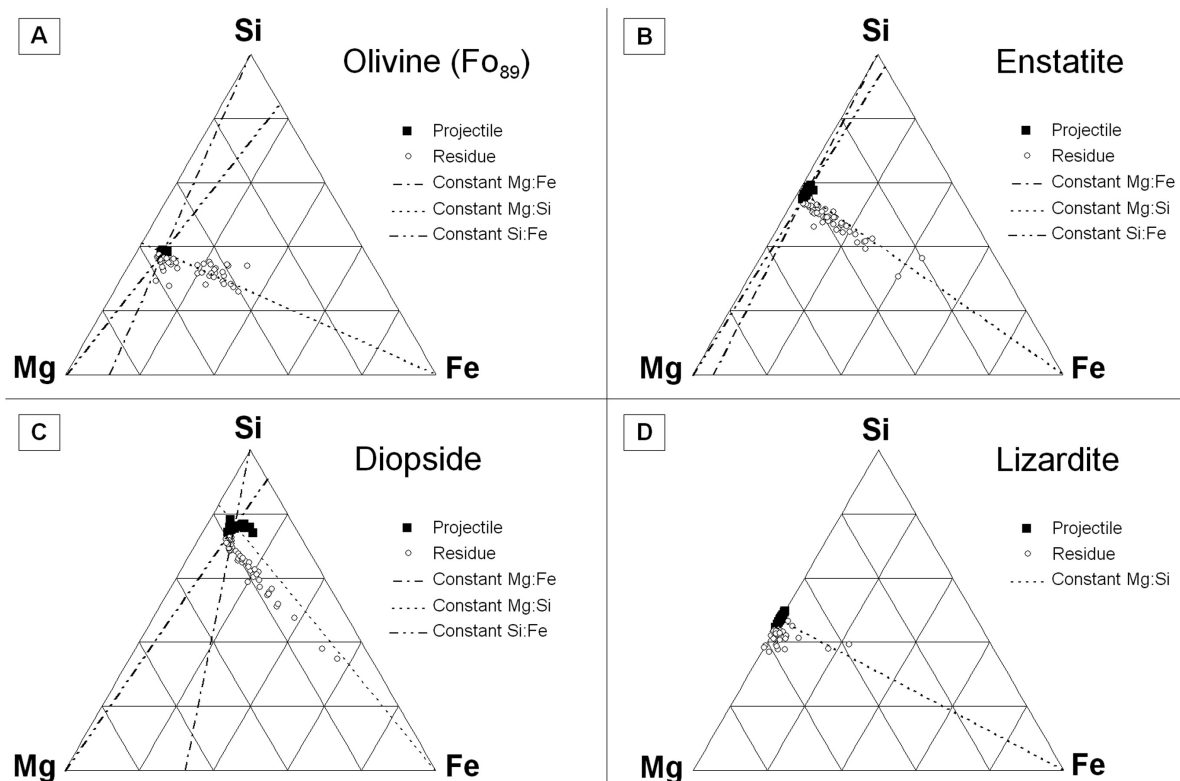 A
Si
Olivine (Fo89)
Projectile
Residue
Constant Mg:Fe
Constant Mg:Si
Constant Si:Fe
Mg
Fe
B
Si
Enstatite
Projectile
Residue
Constant Mg:Fe
Constant Mg:Si
Constant Si:Fe
Mg
Fe
C
Si
Diopside
Projectile
Residue
Constant Mg:Fe
Constant Mg:Si
Constant Si:Fe
Mg
Fe
D
Si
Lizardite
Projectile
Residue
Constant Mg:Si
Mg
Fe